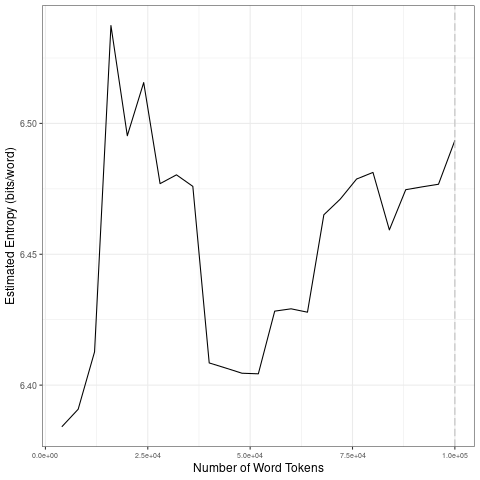 Estimated Entropy (bits/word)
6.50
6.45
6.40
0.0e+00 2.5e+04 5.0e+04 7.5e+04 1.0e+05
Number of Word Tokens